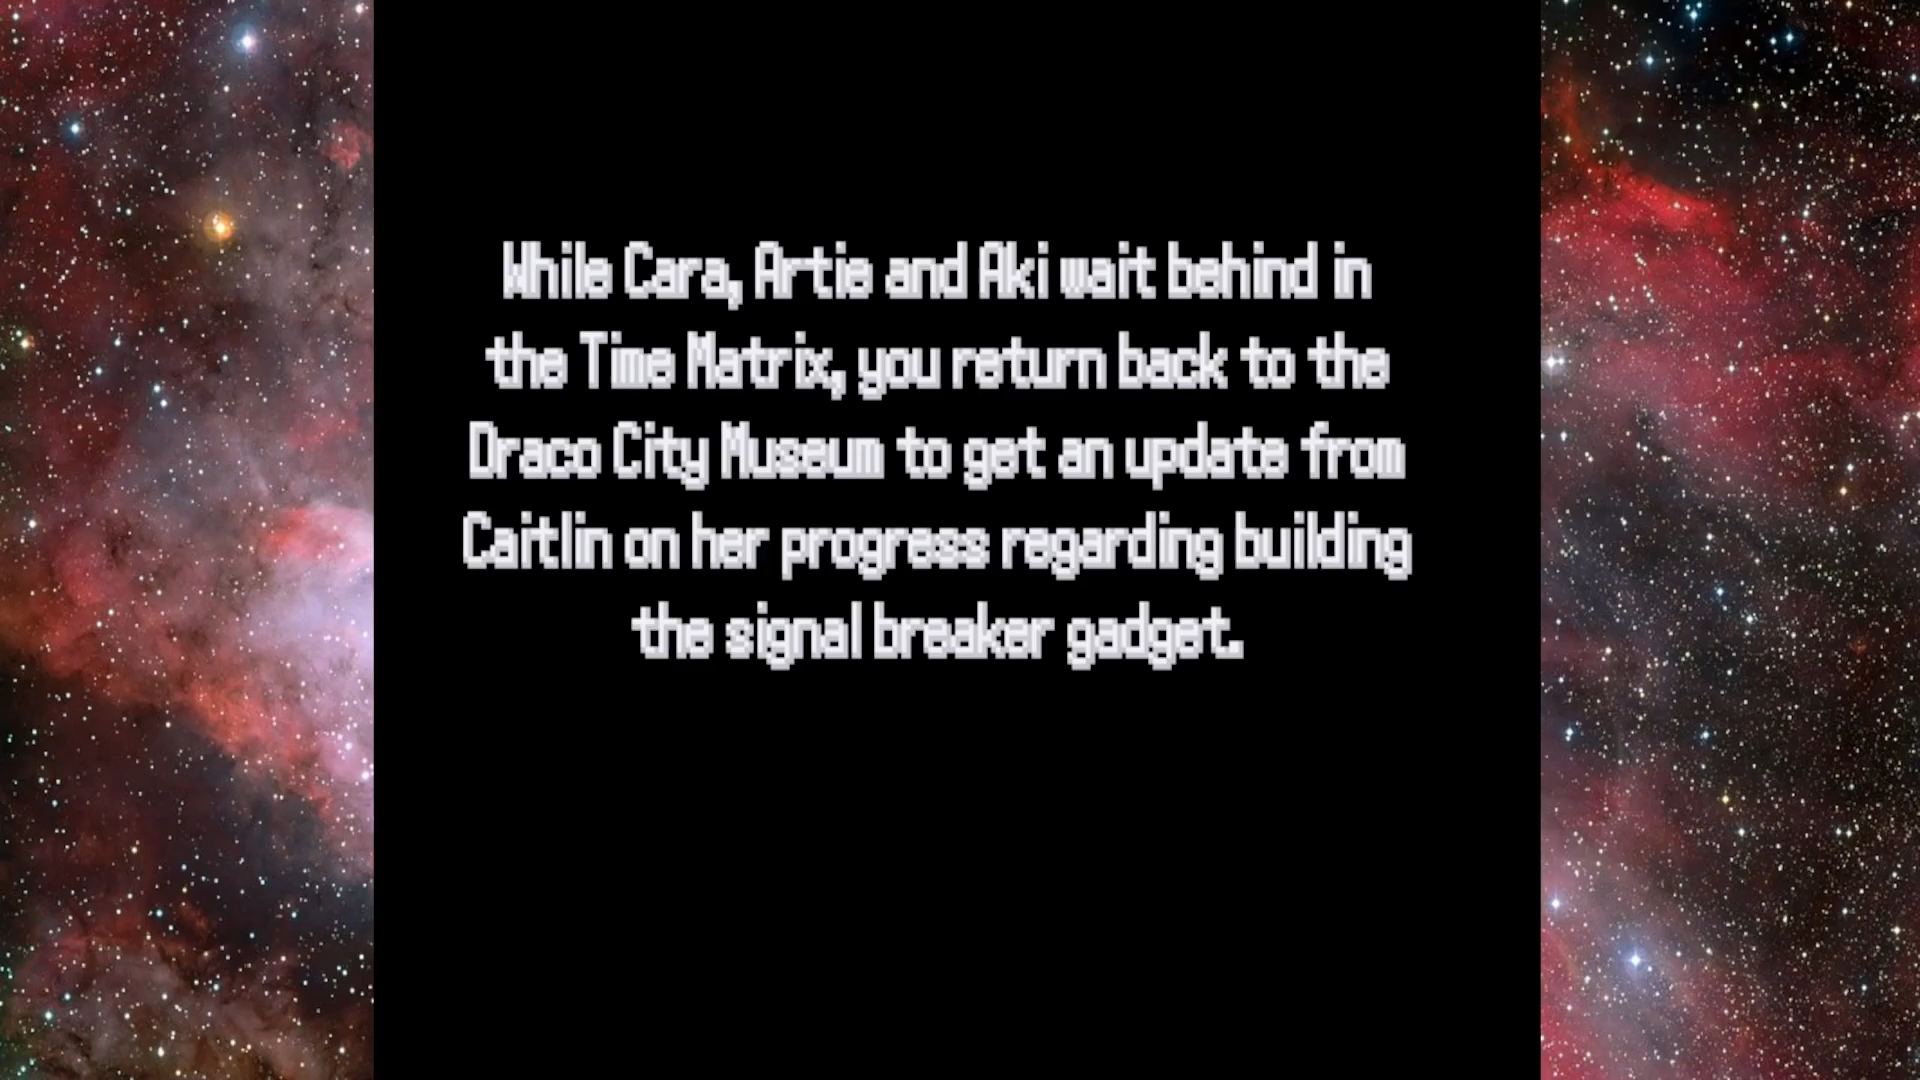 While Cara, Artie and Aki wait behind in
the Time Matrix, you return back to the
Draco City Museum to get an update from
Caitlin on her progress regarding building
the signal breaker gadget.